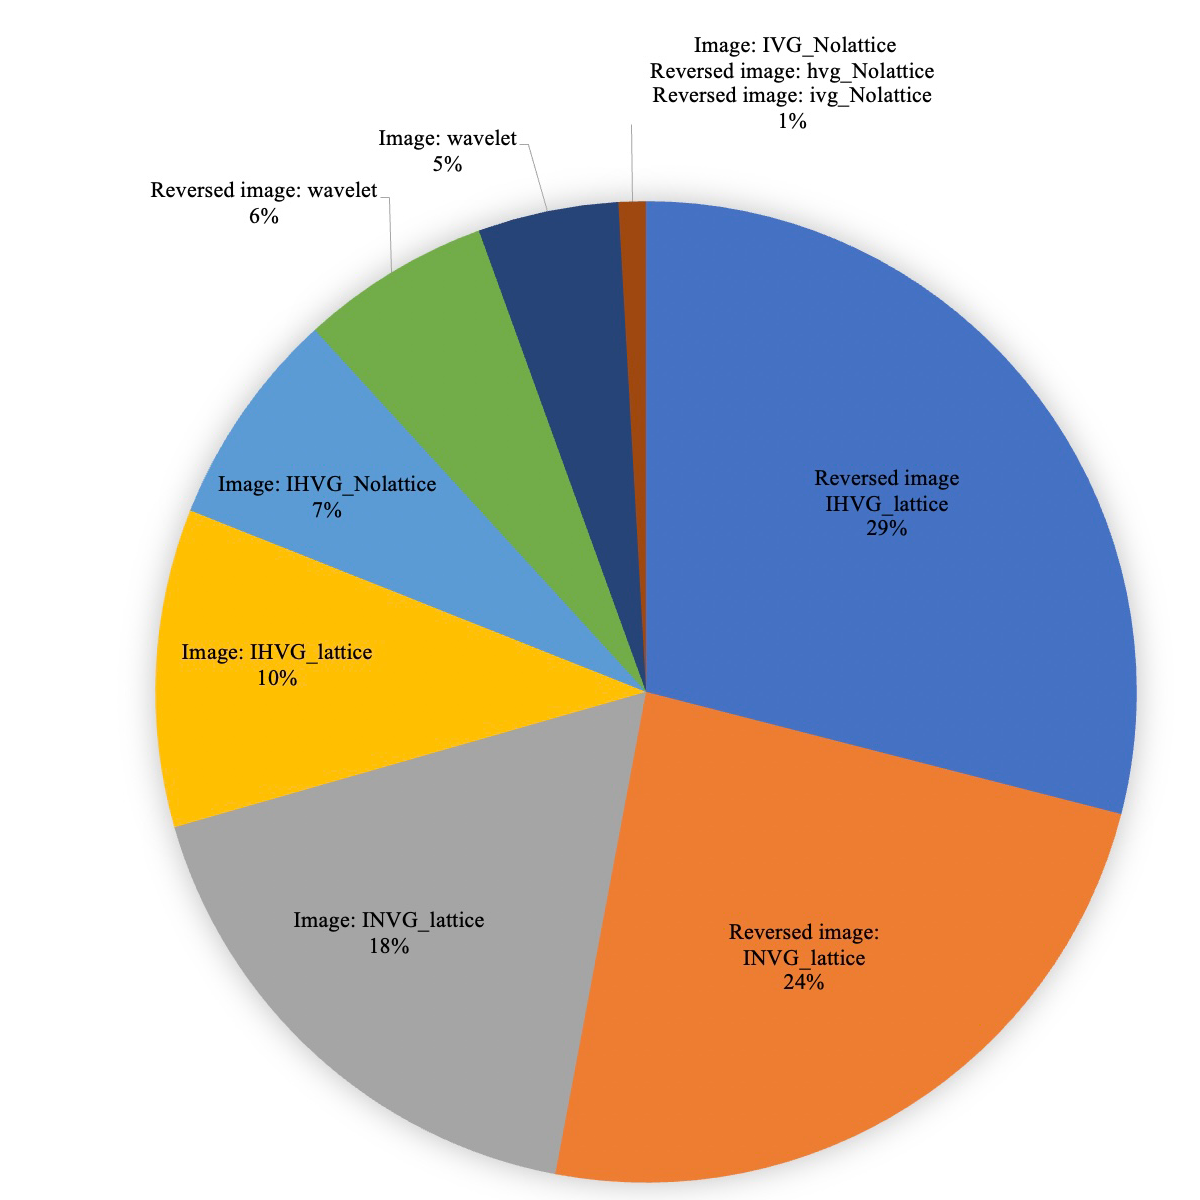 Image: IVG_Nolattice
Reversed image: hvg_Nolattice
Reversed image: ivg_Nolattice
1%
Image: wavelet
5%
Reversed image: wavelet
6%
Reversed image
IHVG_lattice
29%
Image: IHVG_Nolattice
7%
Image: IHVG_lattice
10%
Image: INVG_lattice
18%
Reversed image:
INVG_lattice
24%